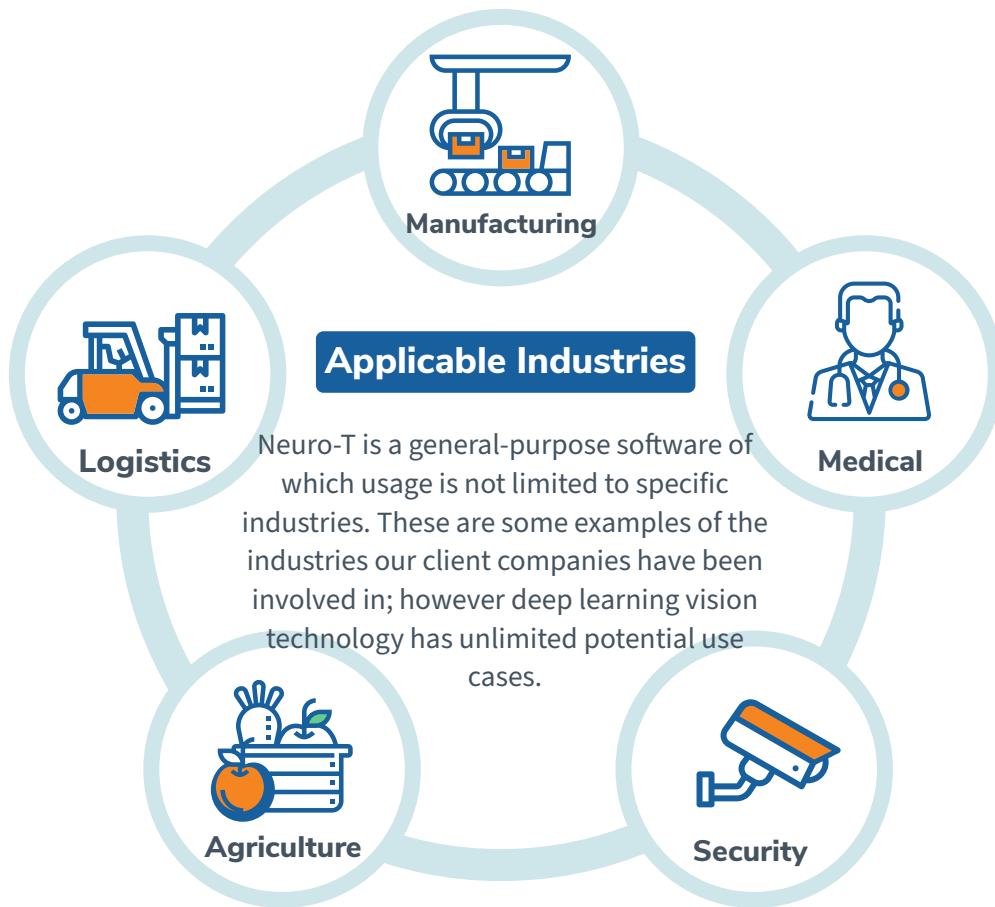 Manufacturing
Applicable Industries
Logistics
Medical
Neuro-T is a general-purpose software of
which usage is not limited to specific
industries. These are some examples of the
industries our client companies have been
involved in; however deep learning vision
technology has unlimited potential use
cases.
Agriculture
Security